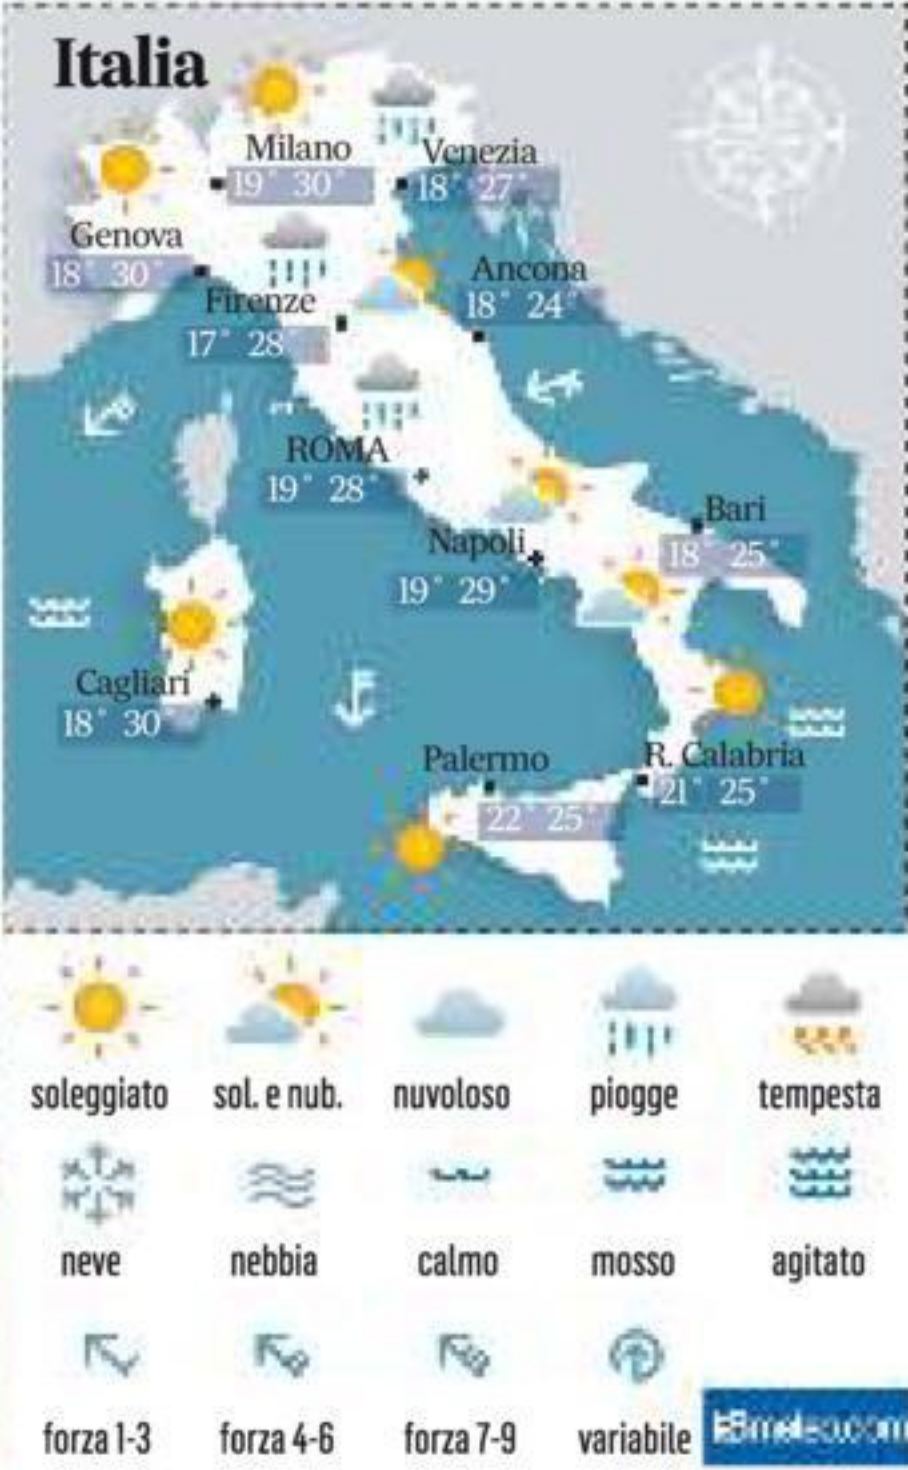 Italia
Milano
19° 30°
Venezia
18° 27°
Genova
18° 30°
Firenze
17° 28
Ancona
18° 24°
ROMA
19° 28°
Napoli
19° 29°
Bari
18° 25°
Cagliari
18° 30
Palermo
22° 25°
R. Calabria
21° 25°
soleggiato
sol. e nub.
nuvoloso
piogge
tempesta
neve
nebbia
calmo
mosso
agitato
forza 1-3
forza 4-6
forza 7-9
variabile